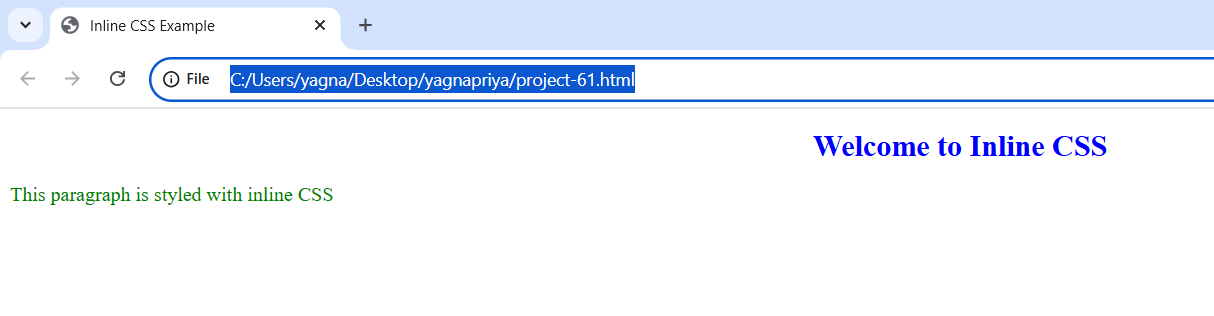 Inline CSS Example
File C:/Users/yagna/Desktop/yagnapriya/project-61.html
Welcome to Inline CSS
This paragraph is styled with inline CSS